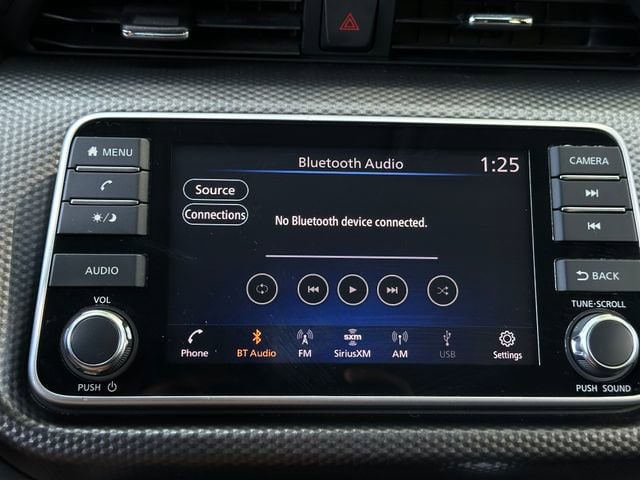 MENU
AUDIO
VOL
PUSH
Bluetooth Audio
1:25
Source
Connections
No Bluetooth device connected.
Phone
BT Audio
FM
sxm
SiriusXM
AM
USB
Settings
CAMERA
BACK
TUNE·SCROLL
PUSH SOUND